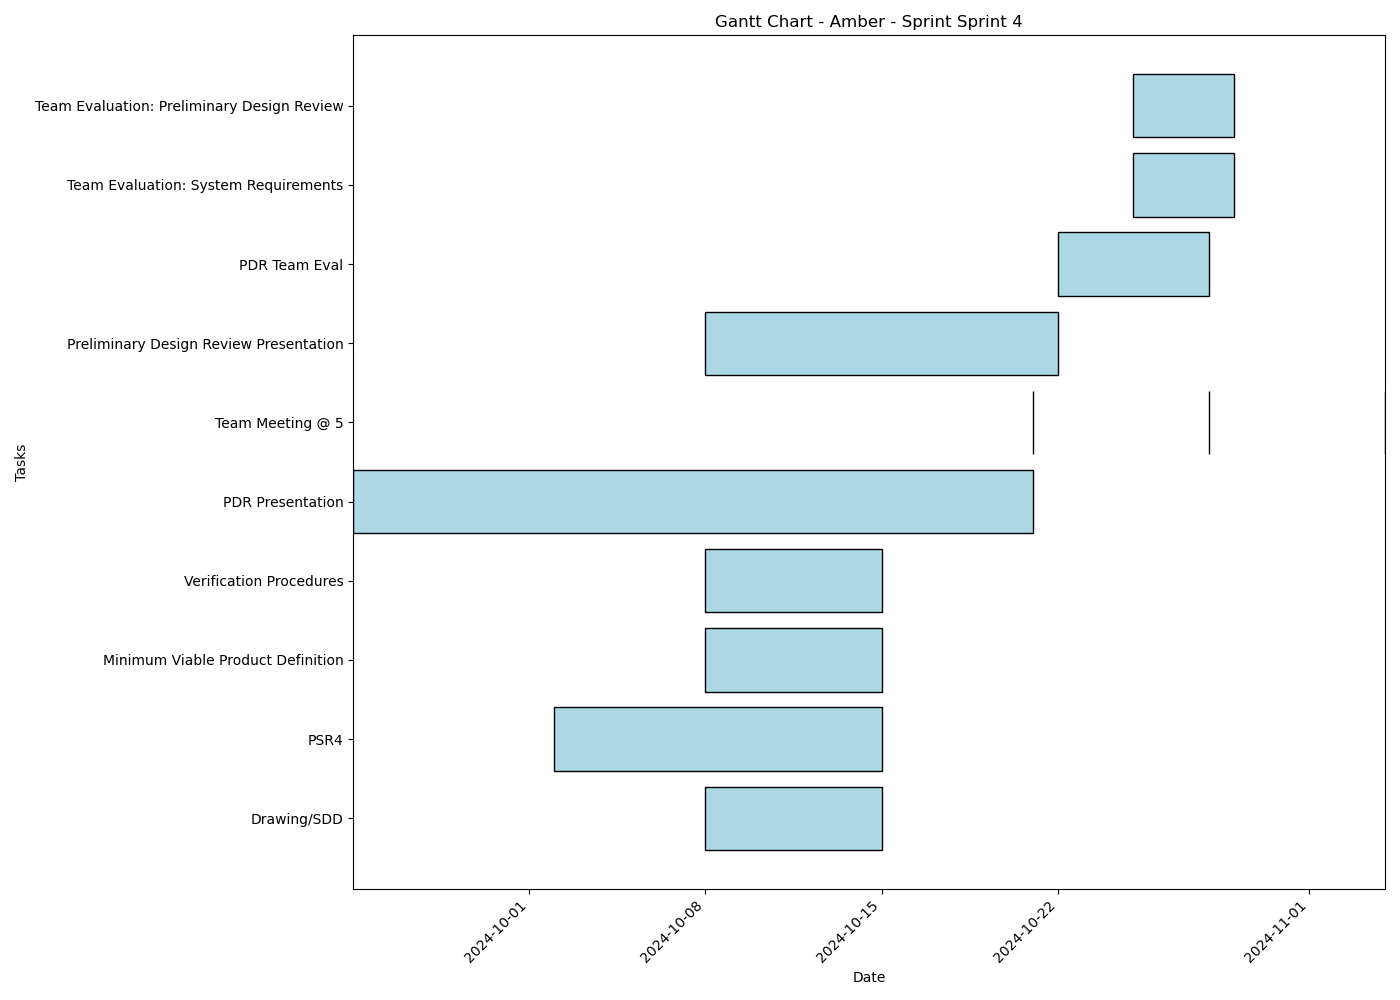 Gantt Chart - Amber - Sprint Sprint 4
Team Evaluation: Preliminary Design Review
Team Evaluation: System Requirements
PDR Team Eval
Preliminary Design Review Presentation
Team Meeting @ 5
Tasks
PDR Presentation
Verification Procedures
Minimum Viable Product Definition
PSR4
Drawing/SDD
2024-10-01
2024-10-08
2024-10-15
2024-10-22
2024-11-01
Date